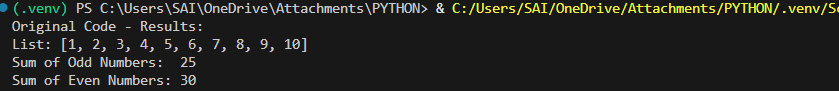 (.venv) PS C:\Users\SAI\OneDrive\Attachments\PYTHON> & C:/Users/SAI/OneDrive/Attachments/PYTHON/.venv/
Original Code - Results:
List: [1, 2, 3, 4, 5, 6, 7, 8, 9, 10]
Sum of Odd Numbers:  25
Sum of Even Numbers: 30